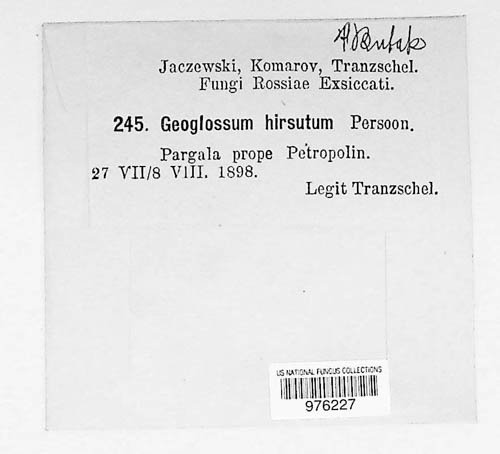 Jaczewski, Komarov, Tranzschel.
Fungi Rossiae Exsiccati.
245. Geoglossum hirsutum Persoon.
Pargala prope Petropolin.
27 VII/8 VIII. 1898.
Legit Tranzschel.
US NATIONAL FUNGUS COLLECTIONS
976227